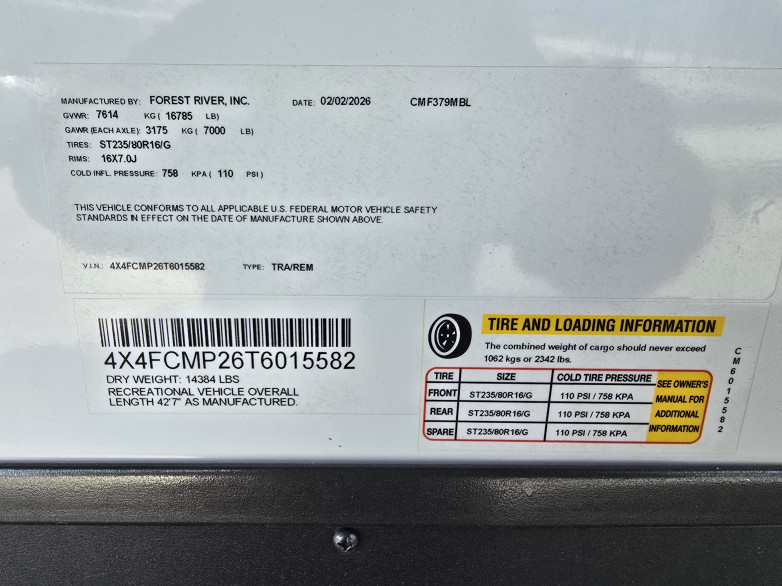 MANUFACTURED BY: FOREST RIVER, INC. DATE: 02/02/2026 CMF379MBL
GVWR: 7614 KG ( 16785 LB)
GAWR (EACH AXLE): 3175 KG ( 7000 LB)
TIRES: ST235/80R16/G
RIMS: 16X7.0J
COLD INFL. PRESSURE: 758 KPA ( 110 PSI )
THIS VEHICLE CONFORMS TO ALL APPLICABLE U.S. FEDERAL MOTOR VEHICLE SAFETY
STANDARDS IN EFFECT ON THE DATE OF MANUFACTURE SHOWN ABOVE.
V.I.N.: 4X4FCMP26T6015582 TYPE: TRA/REM
4X4FCMP26T6015582
DRY WEIGHT: 14384 LBS
RECREATIONAL VEHICLE OVERALL
LENGTH 42'7" AS MANUFACTURED.
TIRE AND LOADING INFORMATION
The combined weight of cargo should never exceed
1062 kgs or 2342 lbs.
TIRE SIZE COLD TIRE PRESSURE
FRONT ST235/80R16/G 110 PSI / 758 KPA
REAR ST235/80R16/G 110 PSI / 758 KPA
SPARE ST235/80R16/G 110 PSI / 758 KPA
SEE OWNER'S
MANUAL FOR
ADDITIONAL
INFORMATION
CM6015582